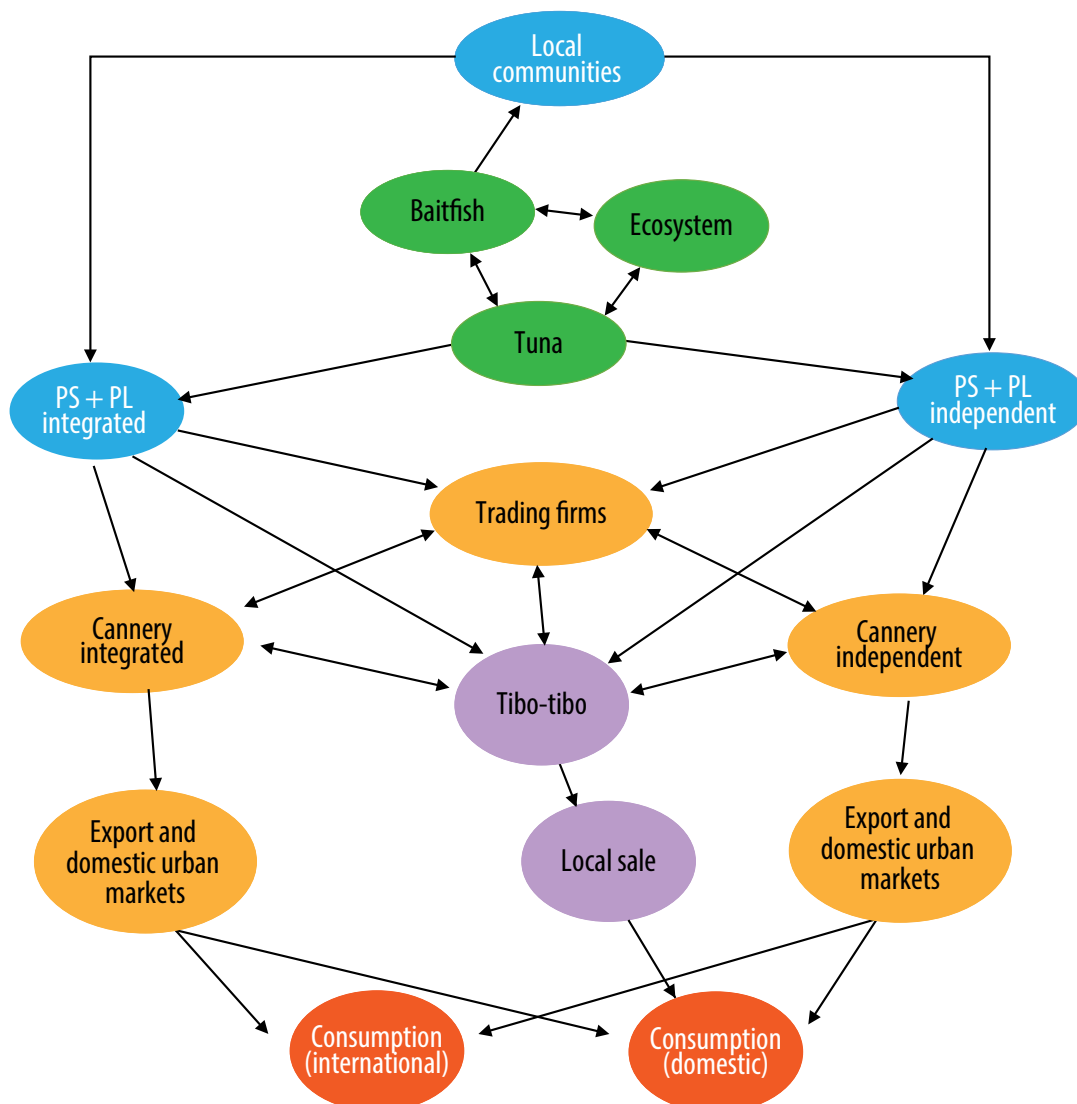 Local
communities
Baitfish
Ecosystem
Tuna
PS + PL
integrated
PS + PL
independent
Trading firms
Cannery
integrated
Cannery
independent
Tibo-tibo
Export and
domestic urban
markets
Local sale
Export and
domestic urban
markets
Consumption
(international)
Consumption
(domestic)